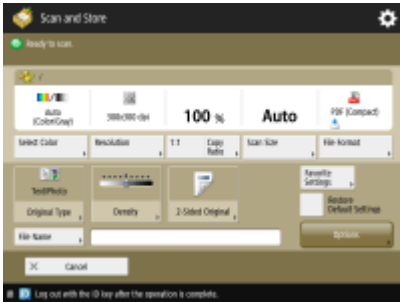 Scan and Store
Ready to scan.
Auto (Color/Gray)
300x300 dpi
100 %
Auto
PDF (Compact)
Select Color
Resolution
1:1 Copy Ratio
Scan Size
File Format
Text/Photo
Original Type
Density
2-Sided Original
Favorite Settings
Restore Default Settings
File Name
Options
Cancel
ID Log out with the ID key after the operation is complete.